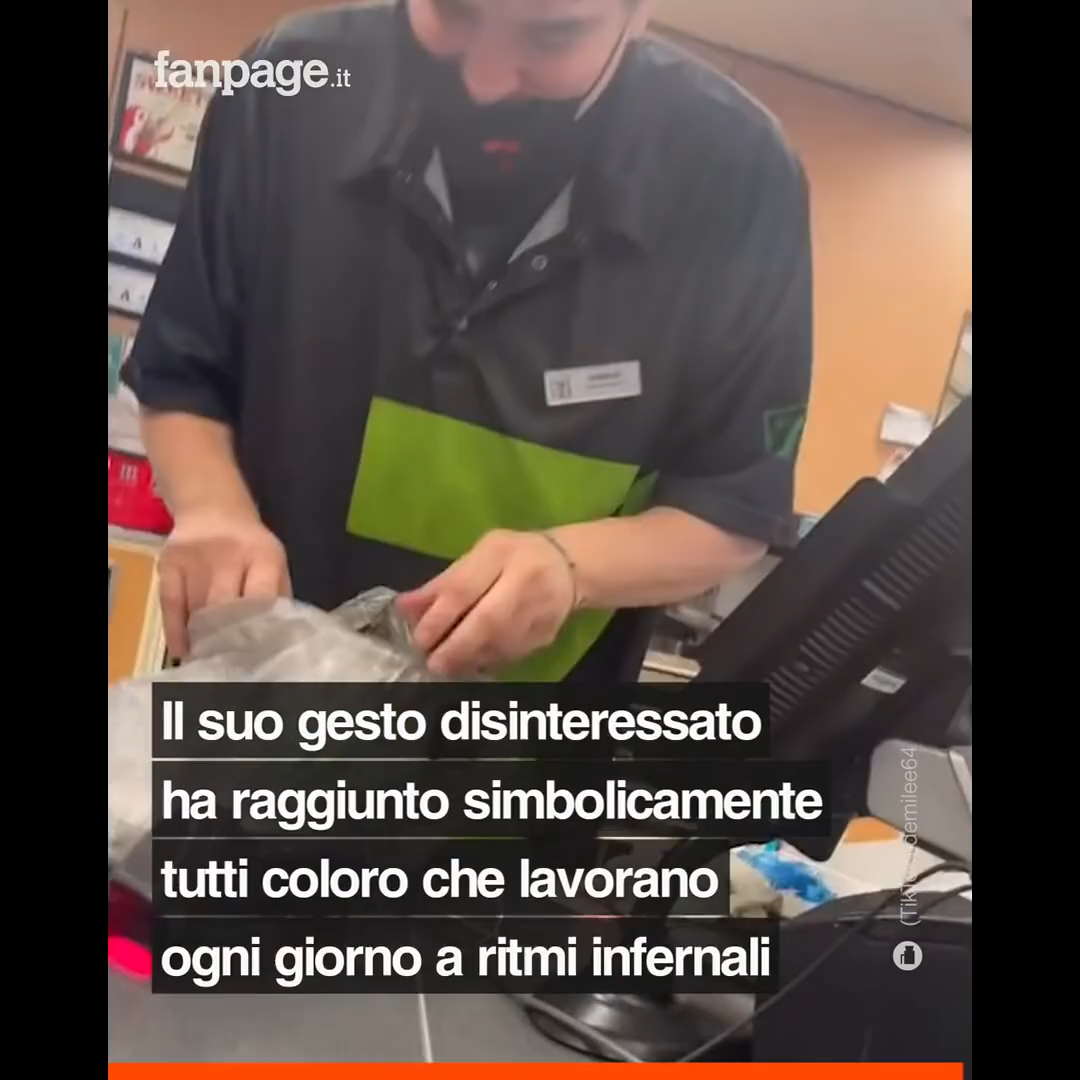 fanpage.it
Il suo gesto disinteressato
ha raggiunto simbolicamente
tutti coloro che lavorano
ogni giorno a ritmi infernali